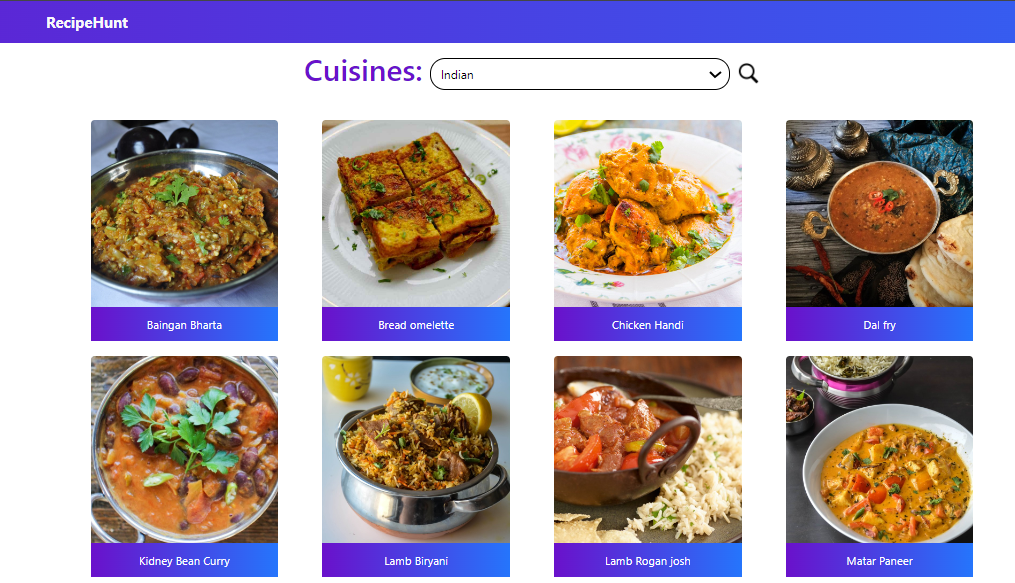 RecipeHunt
Cuisines: Indian
Baingan Bharta
Bread omelette
Chicken Handi
Dal fry
Kidney Bean Curry
Lamb Biryani
Lamb Rogan josh
Matar Paneer